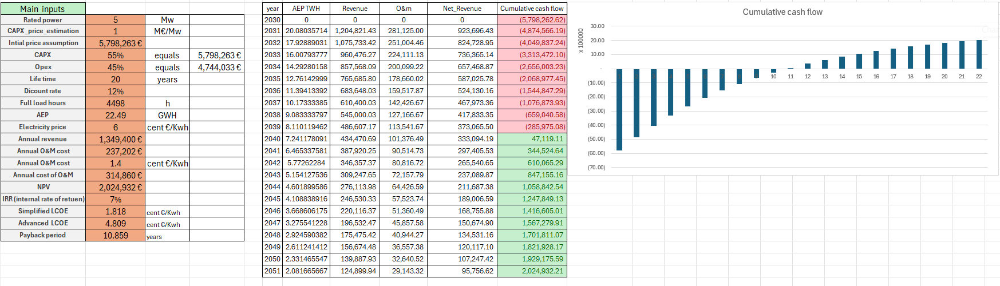 Main inputs
Rated power 5 Mw
CAPX_price_estimation 1 M€/Mw
Intial price assumption 5,798,263 €
CAPX 55% equals 5,798,263 €
Opex 45% equals 4,744,033 €
Life time 20 years
Dicount rate 12%
Full load hours 4498 h
AEP 22.49 GWH
Electricity price 6 cent €/Kwh
Annual revenue 1,349,400 €
Annual O&M cost 237,202 €
Annual O&M cost 1.4 cent €/Kwh
Annual cost of O&M 314,860 €
NPV 2,024,932 €
IRR (internal rate of retuen) 7%
Simplified LCOE 1.818 cent €/Kwh
Advanced LCOE 4.809 cent €/Kwh
Payback period 10.859 years
year AEP TWH Revenue O&m Net_Revenue Cumulative cash flow
2030 0 0 0 0 (5,798,262.62)
2031 20.08035714 1,204,821.43 281,125.00 923,696.43 (4,874,566.19)
2032 17.92889031 1,075,733.42 251,004.46 824,728.95 (4,049,837.24)
2033 16.00793777 960,476.27 224,111.13 736,365.14 (3,313,472.10)
2034 14.29280158 857,568.09 200,099.22 657,468.87 (2,656,003.23)
2035 12.76142999 765,685.80 178,660.02 587,025.78 (2,068,977.45)
2036 11.39413392 683,648.03 159,517.87 524,130.16 (1,544,847.29)
2037 10.17333385 610,400.03 142,426.67 467,973.36 (1,076,873.93)
2038 9.083333797 545,000.03 127,166.67 417,833.35 (659,040.58)
2039 8.110119462 486,607.17 113,541.67 373,065.50 (285,975.08)
2040 7.241178091 434,470.69 101,376.49 333,094.19 47,119.11
2041 6.465337581 387,920.25 90,514.73 297,405.53 344,524.64
2042 5.77262284 346,357.37 80,816.72 265,540.65 610,065.29
2043 5.154127536 309,247.65 72,157.79 237,089.87 847,155.16
2044 4.601899586 276,113.98 64,426.59 211,687.38 1,058,842.54
2045 4.108838916 246,530.33 57,523.74 189,006.59 1,247,849.13
2046 3.668606175 220,116.37 51,360.49 168,755.88 1,416,605.01
2047 3.275541228 196,532.47 45,857.58 150,674.90 1,567,279.91
2048 2.924590382 175,475.42 40,944.27 134,531.16 1,701,811.07
2049 2.611241412 156,674.48 36,557.38 120,117.10 1,821,928.17
2050 2.331465547 139,887.93 32,640.52 107,247.42 1,929,175.59
2051 2.081665667 124,899.94 29,143.32 95,756.62 2,024,932.21
Cumulative cash flow
x 100000
30.00
20.00
10.00
-
(10.00)
(20.00)
(30.00)
(40.00)
(50.00)
(60.00)
(70.00)
10 11 12 13 14 15 16 17 18 19 20 21 22